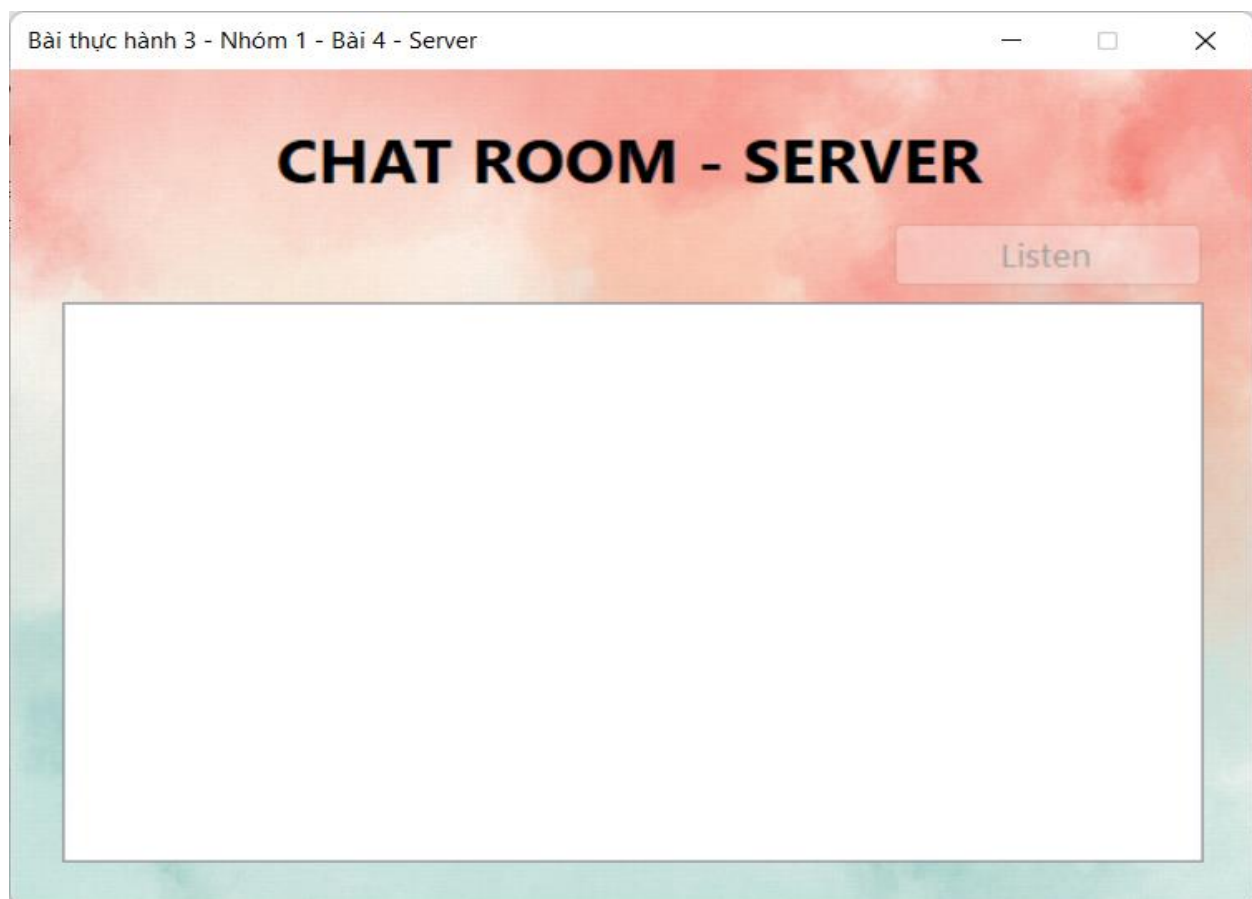 Bài thực hành 3 - Nhóm 1 - Bài 4 - Server
CHAT ROOM - SERVER
Listen